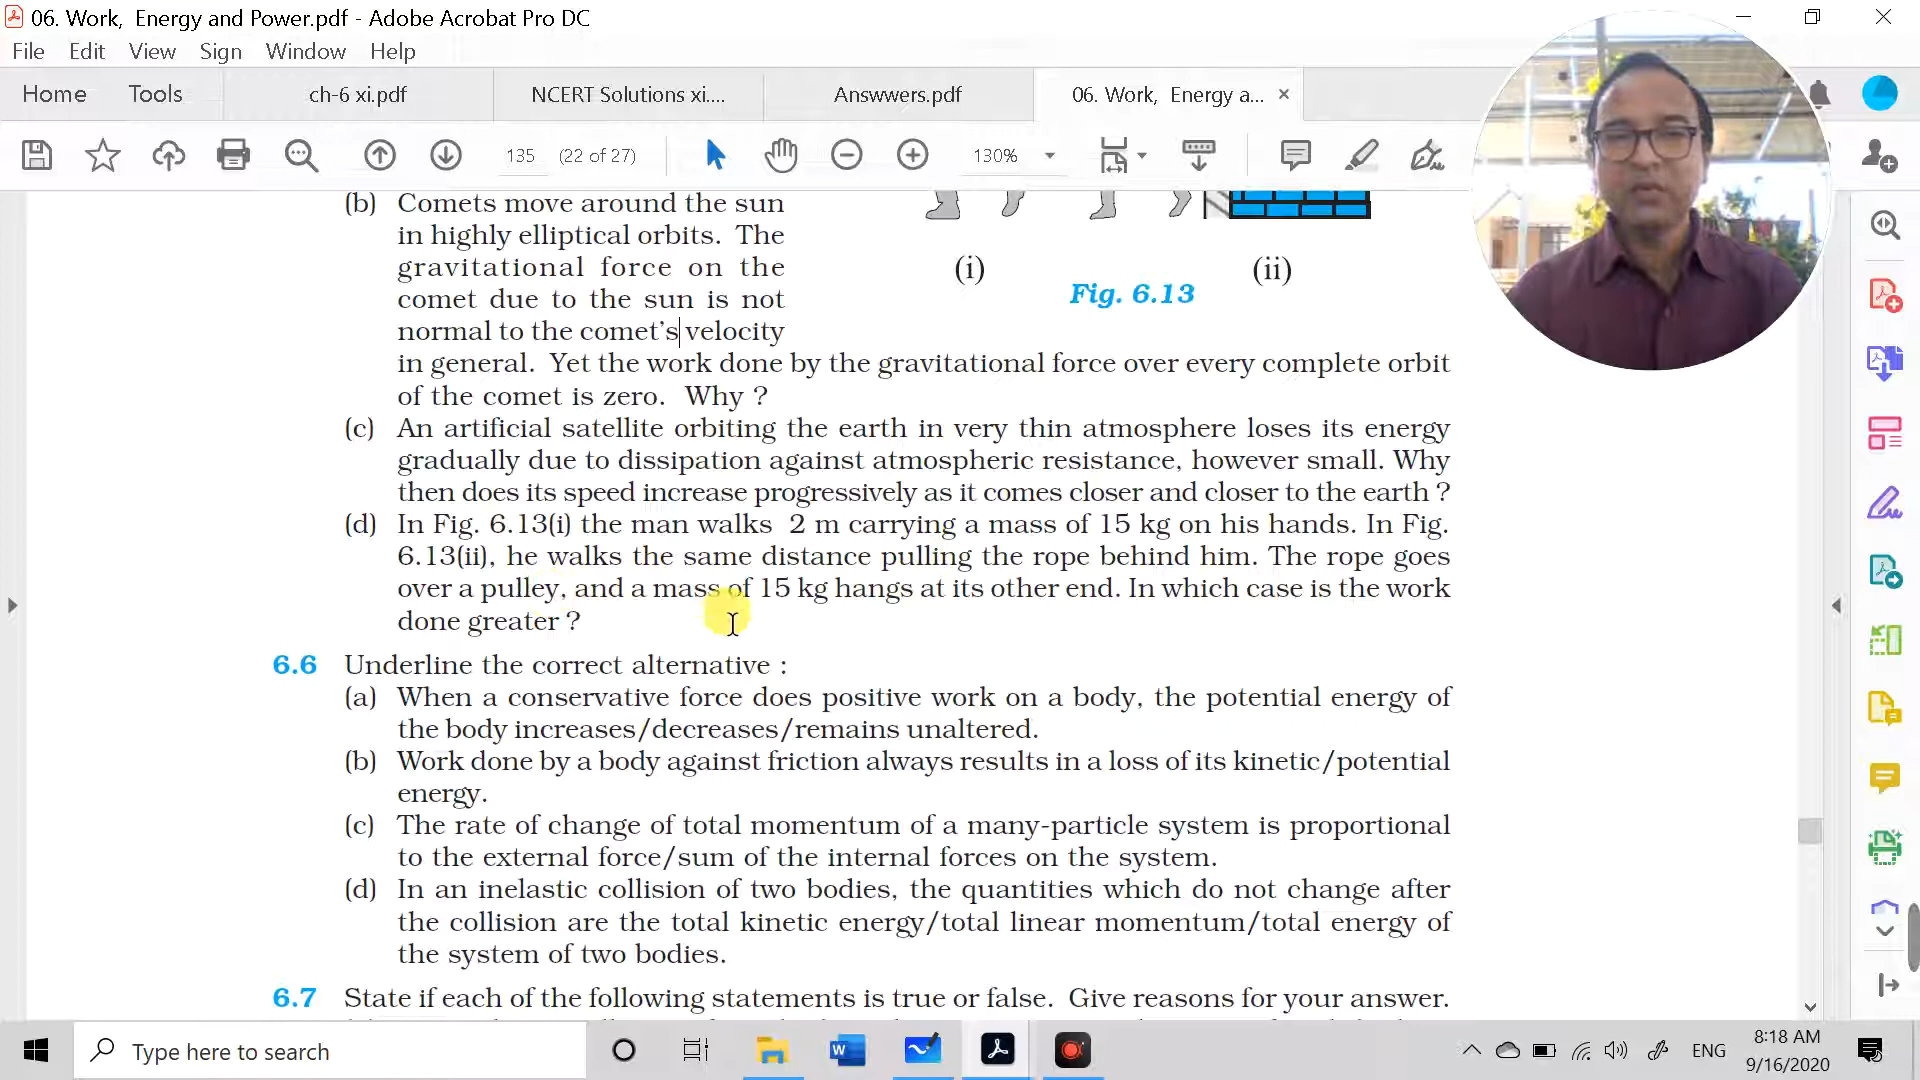 06. Work, Energy and Power.pdf - Adobe Acrobat Pro DC
File Edit View Sign Window Help
Home Tools ch-6 xi.pdf NCERT Solutions xi.... Answwers.pdf 06. Work, Energy a... ×
135 (22 of 27) 130%
(b) Comets move around the sun
in highly elliptical orbits. The
gravitational force on the
comet due to the sun is not
normal to the comet’s velocity
(i) (ii)
Fig. 6.13
in general. Yet the work done by the gravitational force over every complete orbit
of the comet is zero. Why ?
(c) An artificial satellite orbiting the earth in very thin atmosphere loses its energy
gradually due to dissipation against atmospheric resistance, however small. Why
then does its speed increase progressively as it comes closer and closer to the earth ?
(d) In Fig. 6.13(i) the man walks 2 m carrying a mass of 15 kg on his hands. In Fig.
6.13(ii), he walks the same distance pulling the rope behind him. The rope goes
over a pulley, and a mass of 15 kg hangs at its other end. In which case is the work
done greater ?
6.6 Underline the correct alternative :
(a) When a conservative force does positive work on a body, the potential energy of
the body increases/decreases/remains unaltered.
(b) Work done by a body against friction always results in a loss of its kinetic/potential
energy.
(c) The rate of change of total momentum of a many-particle system is proportional
to the external force/sum of the internal forces on the system.
(d) In an inelastic collision of two bodies, the quantities which do not change after
the collision are the total kinetic energy/total linear momentum/total energy of
the system of two bodies.
6.7 State if each of the following statements is true or false. Give reasons for your answer.
Type here to search
W
ENG
8:18 AM
9/16/2020